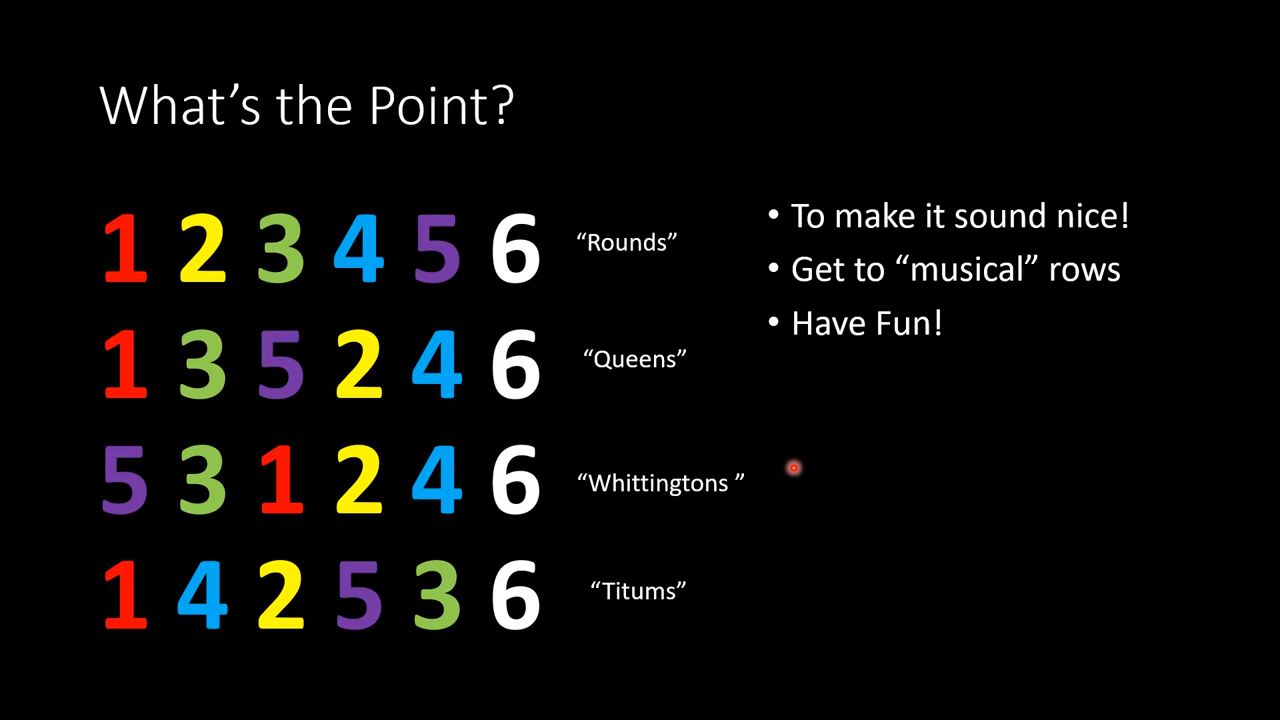 What's the Point?
1 2 3 4 5 6 “Rounds”
1 3 5 2 4 6 “Queens”
5 3 1 2 4 6 “Whittingtons ”
1 4 2 5 3 6 “Titums”
• To make it sound nice!
• Get to “musical” rows
• Have Fun!